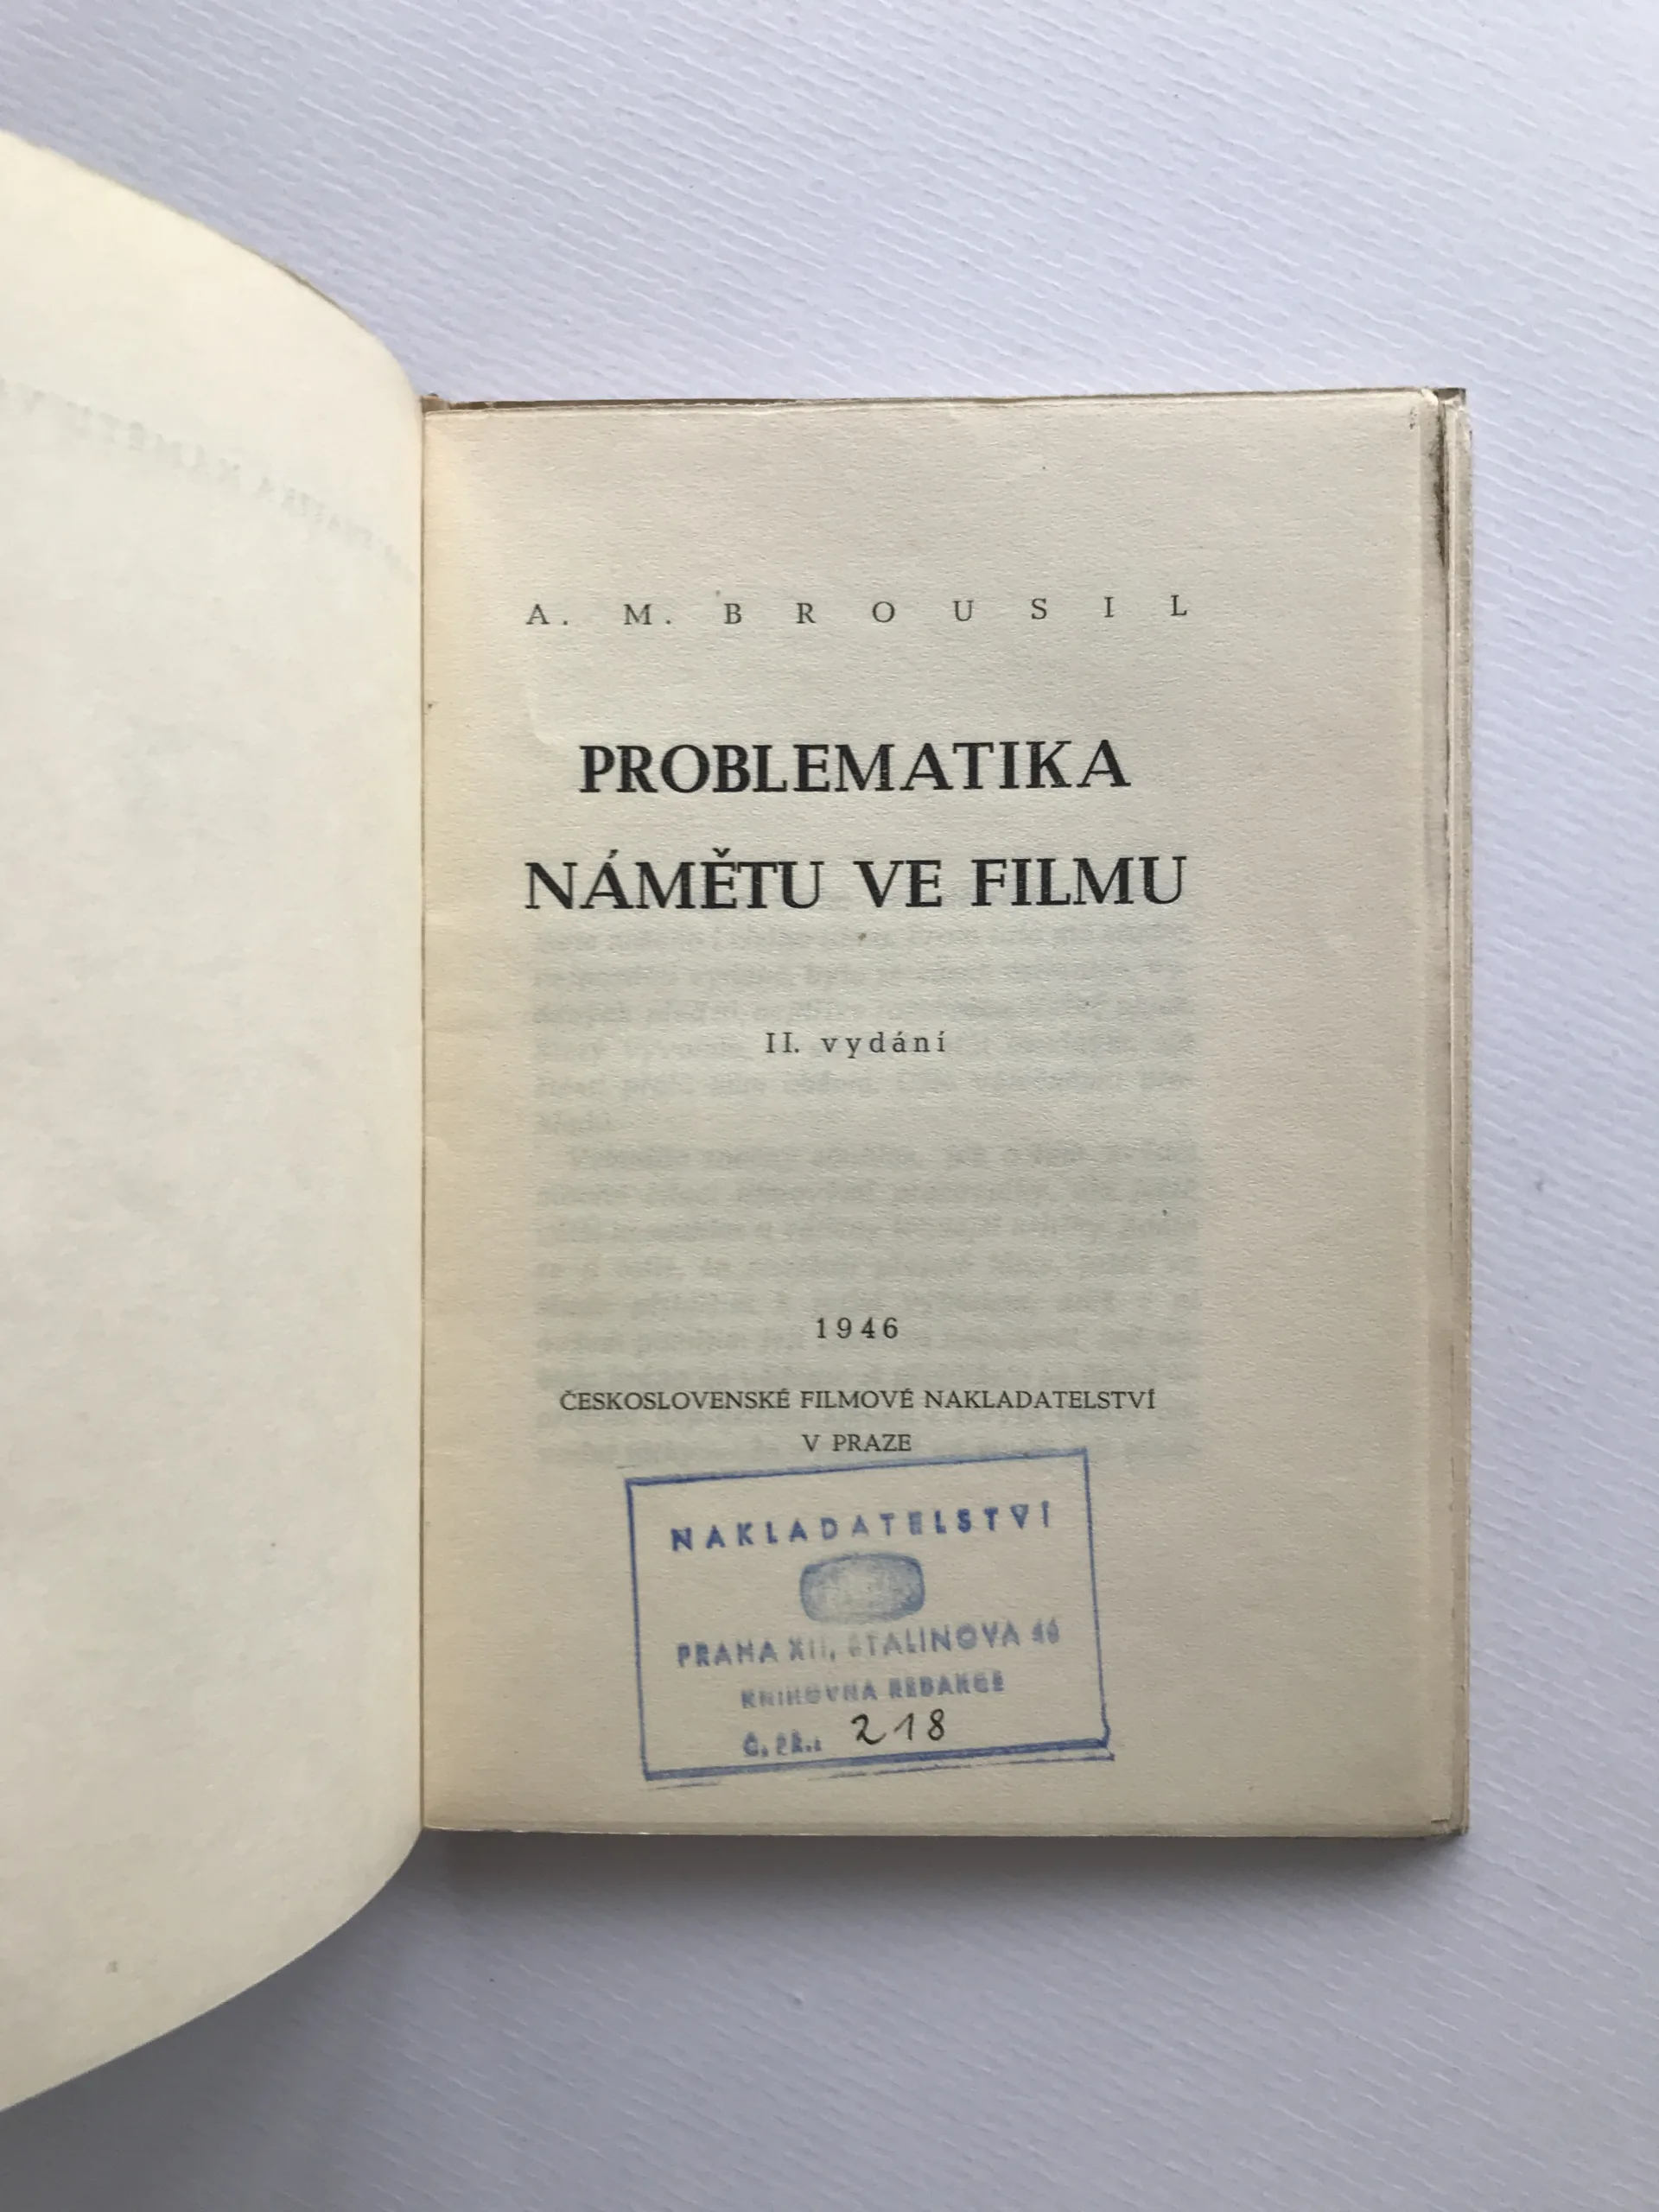 A. M. BROUSIL
PROBLEMATIKA
NÁMĚTU VE FILMU
II. vydání
1946
ČESKOSLOVENSKÉ FILMOVÉ NAKLADATELSTVÍ
V PRAZE
NAKLADATELSTVÍ
PRAHA XII, STALINOVA 46
KNIHOVNA REDAKCE
Č. PŘ.: 218